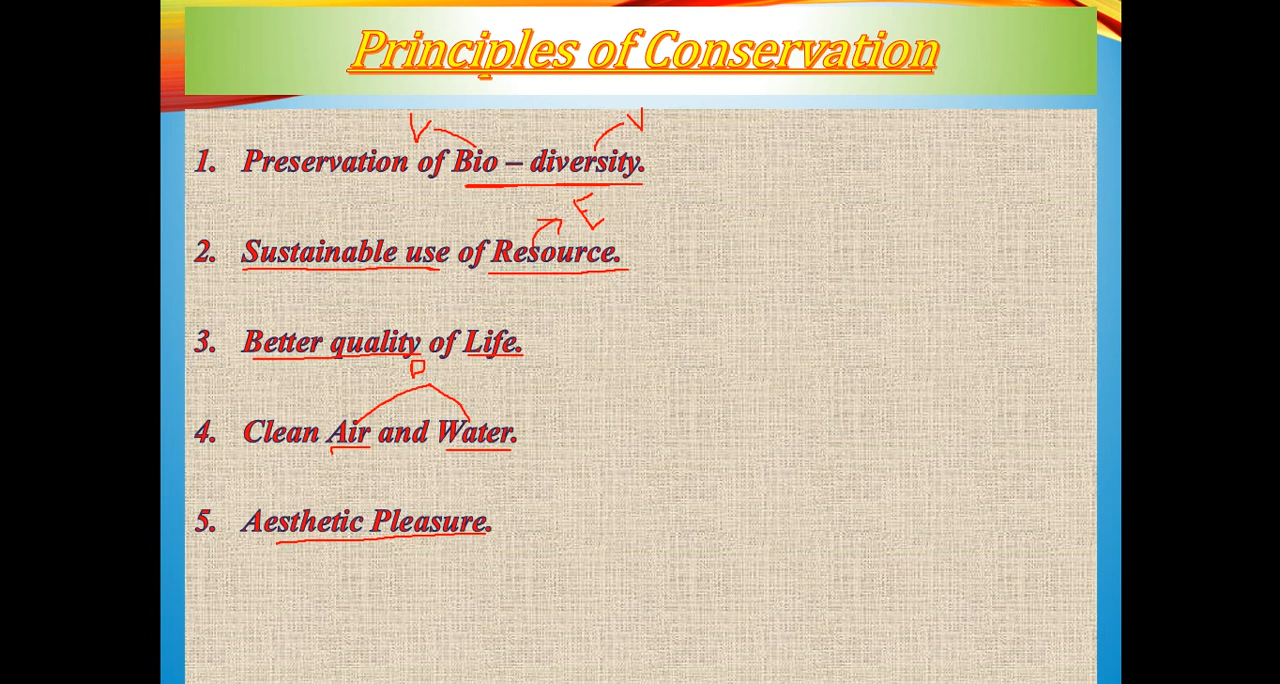 Principles of Conservation
1. Preservation of Bio – diversity.
2. Sustainable use of Resource.
3. Better quality of Life.
4. Clean Air and Water.
5. Aesthetic Pleasure.